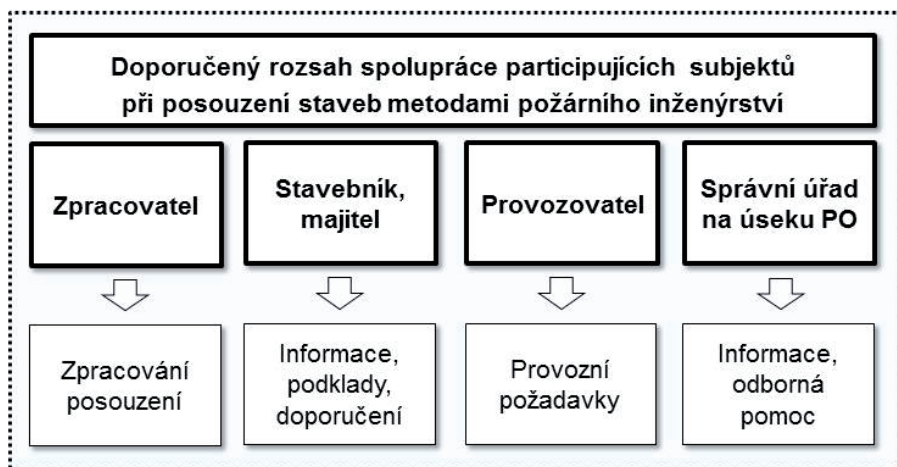 Doporučený rozsah spolupráce participujících subjektů
při posouzení staveb metodami požárního inženýrství
Zpracovatel
Stavebník,
majitel
Provozovatel
Správní úřad
na úseku PO
Zpracování
posouzení
Informace,
podklady,
doporučení
Provozní
požadavky
Informace,
odborná
pomoc